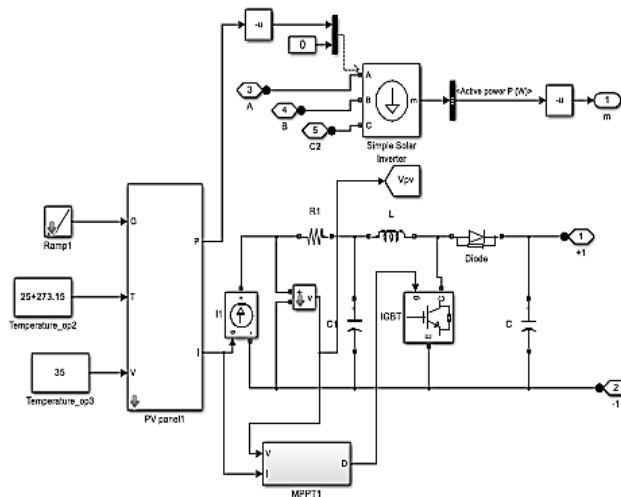 -u
0
3
A
4
B
5
C2
A
B
C
m
Simple Solar
Inverter
<Active power P (W)>
-u
1
m
Vpv
Ramp1
25+273.15
Temperature_op2
35
Temperature_op3
G
T
V
P
I
PV panel1
I1
+
-
+
-
v
R1
L
C1
IGBT
g
C
E
Diode
C
1
+1
2
-1
V
I
D
MPPT1